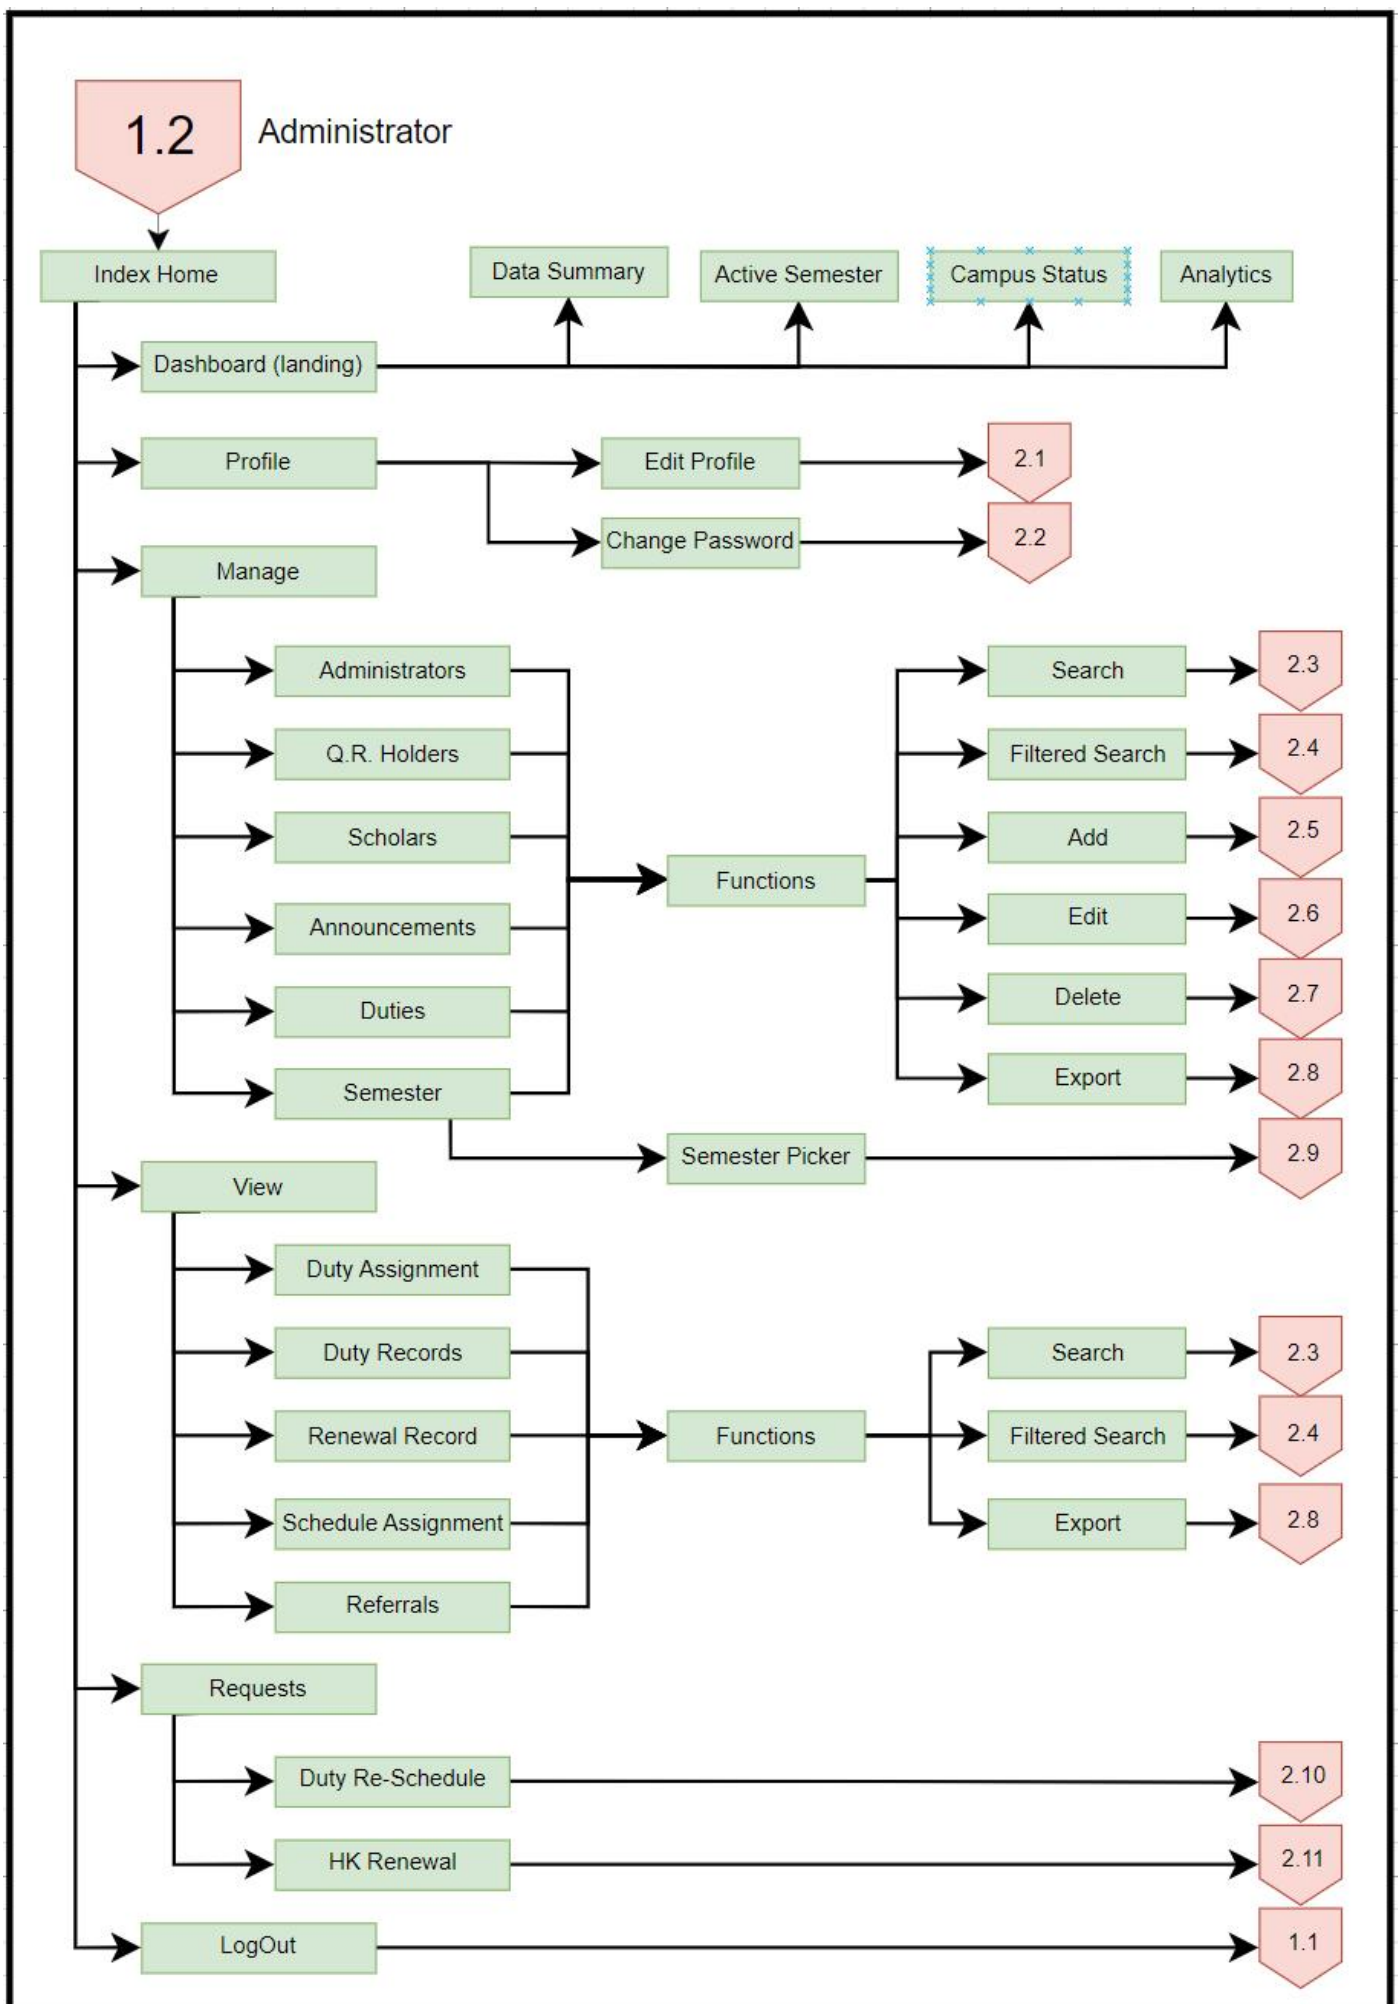 1.2
Administrator
Index Home
Data Summary
Active Semester
Campus Status
Analytics
Dashboard (landing)
Profile
Edit Profile
2.1
Change Password
2.2
Manage
Administrators
Search
2.3
Q.R. Holders
Filtered Search
2.4
Scholars
Add
2.5
Functions
Announcements
Edit
2.6
Duties
Delete
2.7
Semester
Export
2.8
Semester Picker
2.9
View
Duty Assignment
Duty Records
Search
2.3
Renewal Record
Functions
Filtered Search
2.4
Schedule Assignment
Export
2.8
Referrals
Requests
Duty Re-Schedule
2.10
HK Renewal
2.11
LogOut
1.1